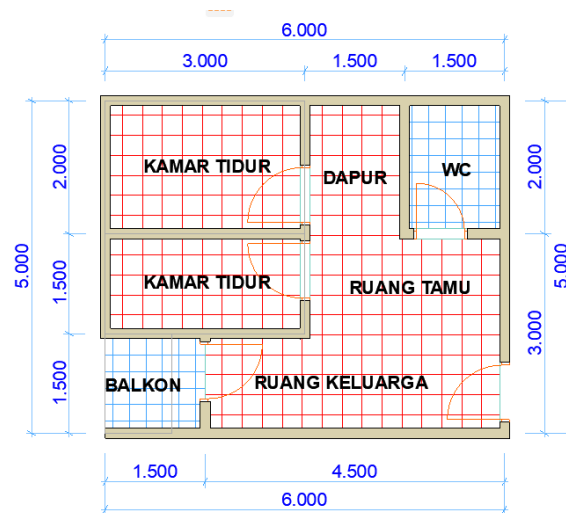 6.000
3.000 1.500 1.500
2.000 KAMAR TIDUR DAPUR WC 2.000
5.000 5.000
1.500 KAMAR TIDUR RUANG TAMU
3.000
1.500 BALKON RUANG KELUARGA
1.500 4.500
6.000